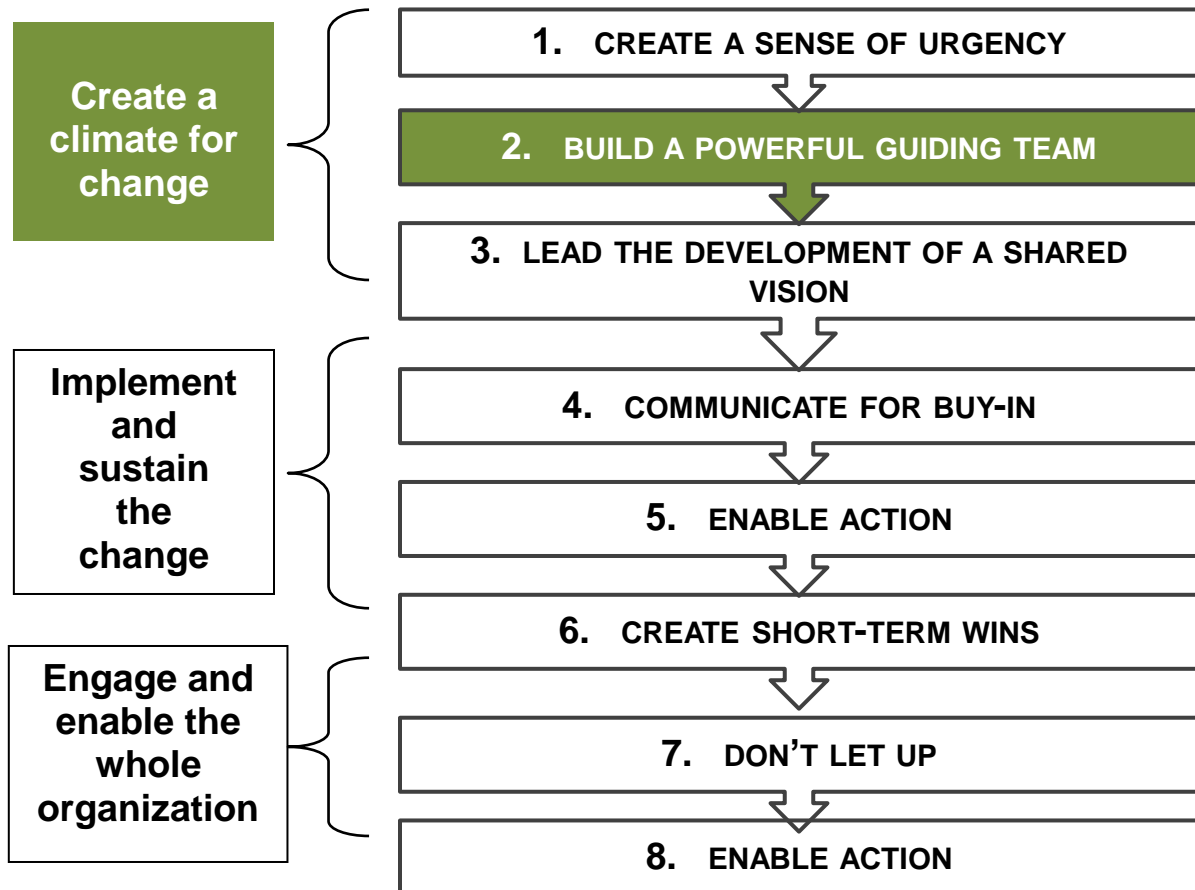 Create a
climate for
change
1. CREATE A SENSE OF URGENCY
2. BUILD A POWERFUL GUIDING TEAM
3. LEAD THE DEVELOPMENT OF A SHARED
VISION
Implement
and
sustain
the
change
4. COMMUNICATE FOR BUY-IN
5. ENABLE ACTION
6. CREATE SHORT-TERM WINS
Engage and
enable the
whole
organization
7. DON’T LET UP
8. ENABLE ACTION